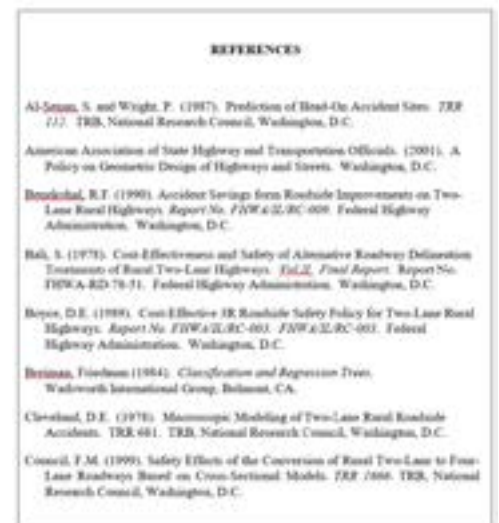 REFERENCES
S. and Wright, P. (1987). Prediction of Head-On Accident Sites. TRR
TRB, National Research Council, Washington, D.C.
American Association of State Highway and Transportation Officials. (2001). A
Policy on Geometric Design of Highways and Streets. Washington, D.C.
R.F. (1990). Accident Savings form Roadside Improvements on Two-
Lane Rural Highways. Report No. FHWA/IL/RC-009. Federal Highway
Administration. Washington, D.C.
Bali, S. (1978). Cost-Effectiveness and Safety of Alternative Roadway Delineation
Treatments of Rural Two-Lane Highways. Vol.II, Final Report. Report No.
FHWA-RD-78-51. Federal Highway Administration. Washington, D.C.
Boyce, D.E. (1989). Cost-Effective 3R Roadside Safety Policy for Two-Lane Rural
Highways. Report No. FHWA/IL/RC-003. FHWA/IL/RC-003. Federal
Highway Administration. Washington, D.C.
Friedman (1984). Classification and Regression Trees.
Wadsworth International Group, Belmont, CA.
Cleveland, D.E. (1978). Macroscopic Modeling of Two-Lane Rural Roadside
Accidents. TRR 681. TRB, National Research Council, Washington, D.C.
Council, F.M. (1999). Safety Effects of the Conversion of Rural Two-Lane to Four-
Lane Roadways Based on Cross-Sectional Models. TRR TRB, National
Research Council, Washington, D.C.